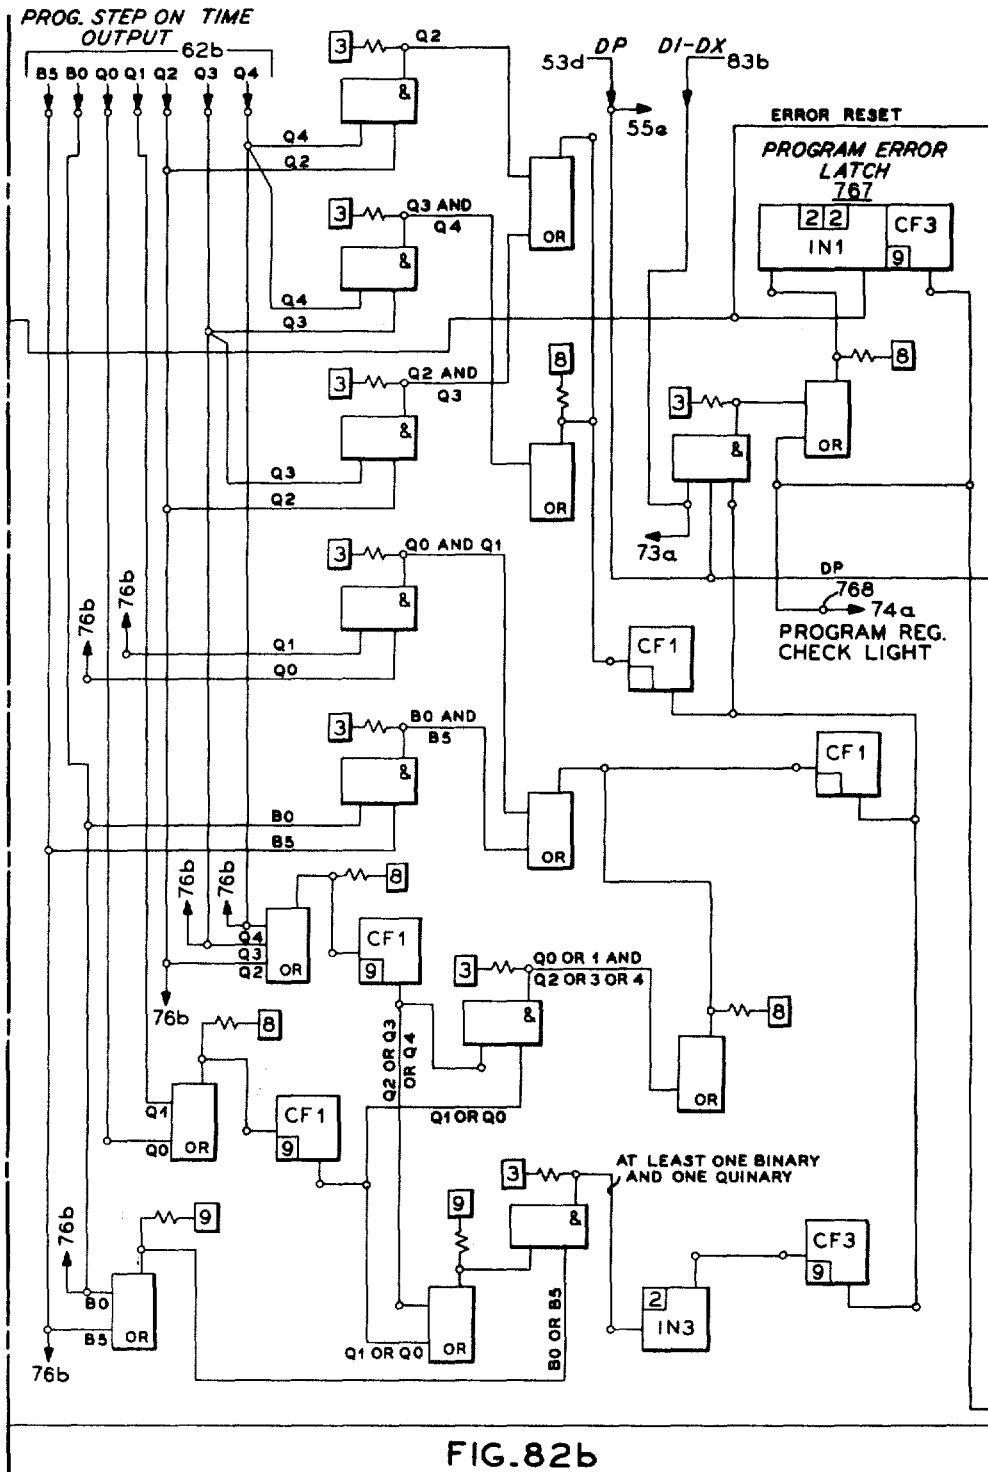 PROG. STEP ON TIME
OUTPUT
62b
B5 B0 Q0 Q1 Q2 Q3 Q4
3
Q2
&
Q4
Q2
3
Q3 AND
Q4
&
Q4
Q3
3
Q2 AND
Q3
&
Q3
Q2
OR
8
OR
DP
53d
55a
DI-DX
83b
ERROR RESET
PROGRAM ERROR
LATCH
767
2 2
IN1
CF3
9
8
3
&
OR
73a
DP
768
74a
PROGRAM REG.
CHECK LIGHT
3
Q0 AND Q1
&
76b
76b
Q1
Q0
CF1
3
B0 AND
B5
&
B0
B5
OR
CF1
76b
76b
Q4
Q3
Q2
OR
8
CF1
9
76b
3
Q0 OR 1 AND
Q2 OR 3 OR 4
&
8
OR
Q2 OR Q3
OR Q4
8
Q1
Q0
OR
CF1
9
Q1 OR Q0
AT LEAST ONE BINARY
AND ONE QUINARY
3
&
9
9
76b
B0
B5
OR
76b
Q1 OR Q0
OR
B0 OR B5
2
IN3
CF3
9
FIG.82b